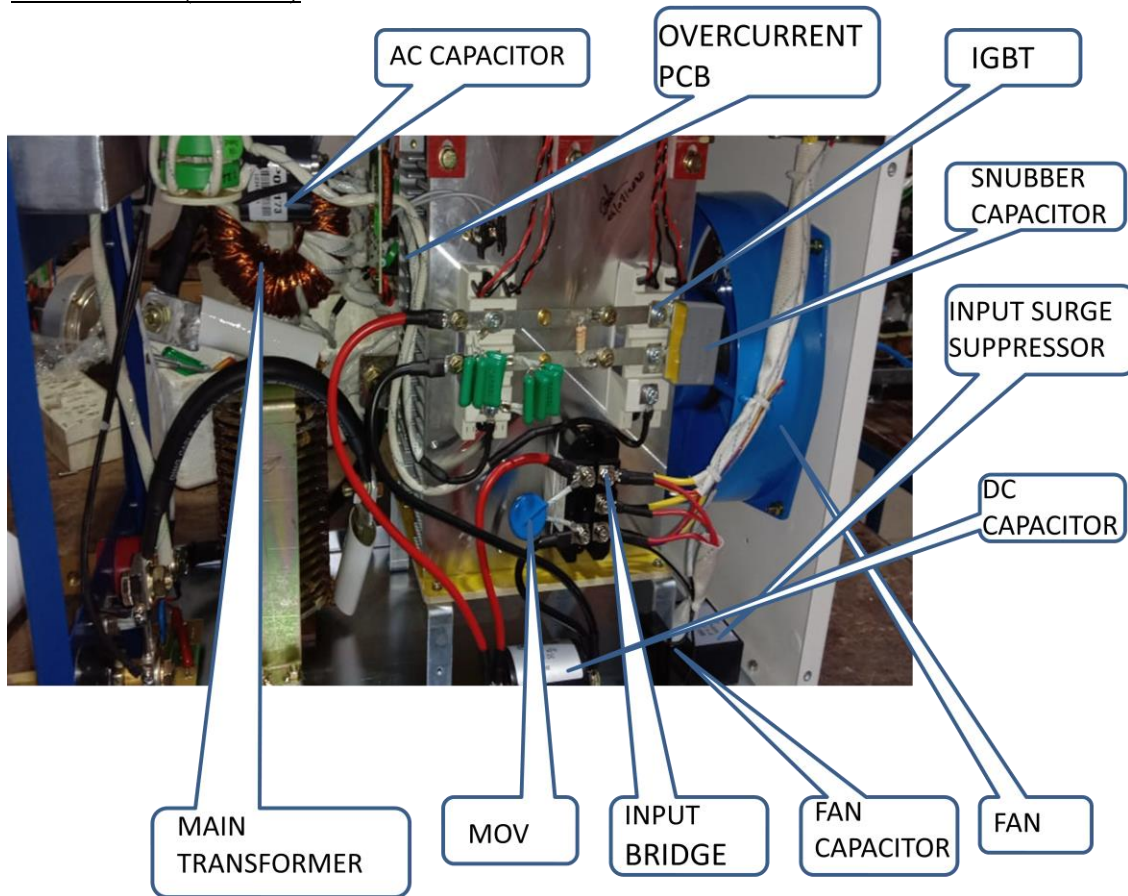 AC CAPACITOR
OVERCURRENT
PCB
IGBT
SNUBBER
CAPACITOR
INPUT SURGE
SUPPRESSOR
DC
CAPACITOR
MAIN
TRANSFORMER
MOV
INPUT
BRIDGE
FAN
CAPACITOR
FAN